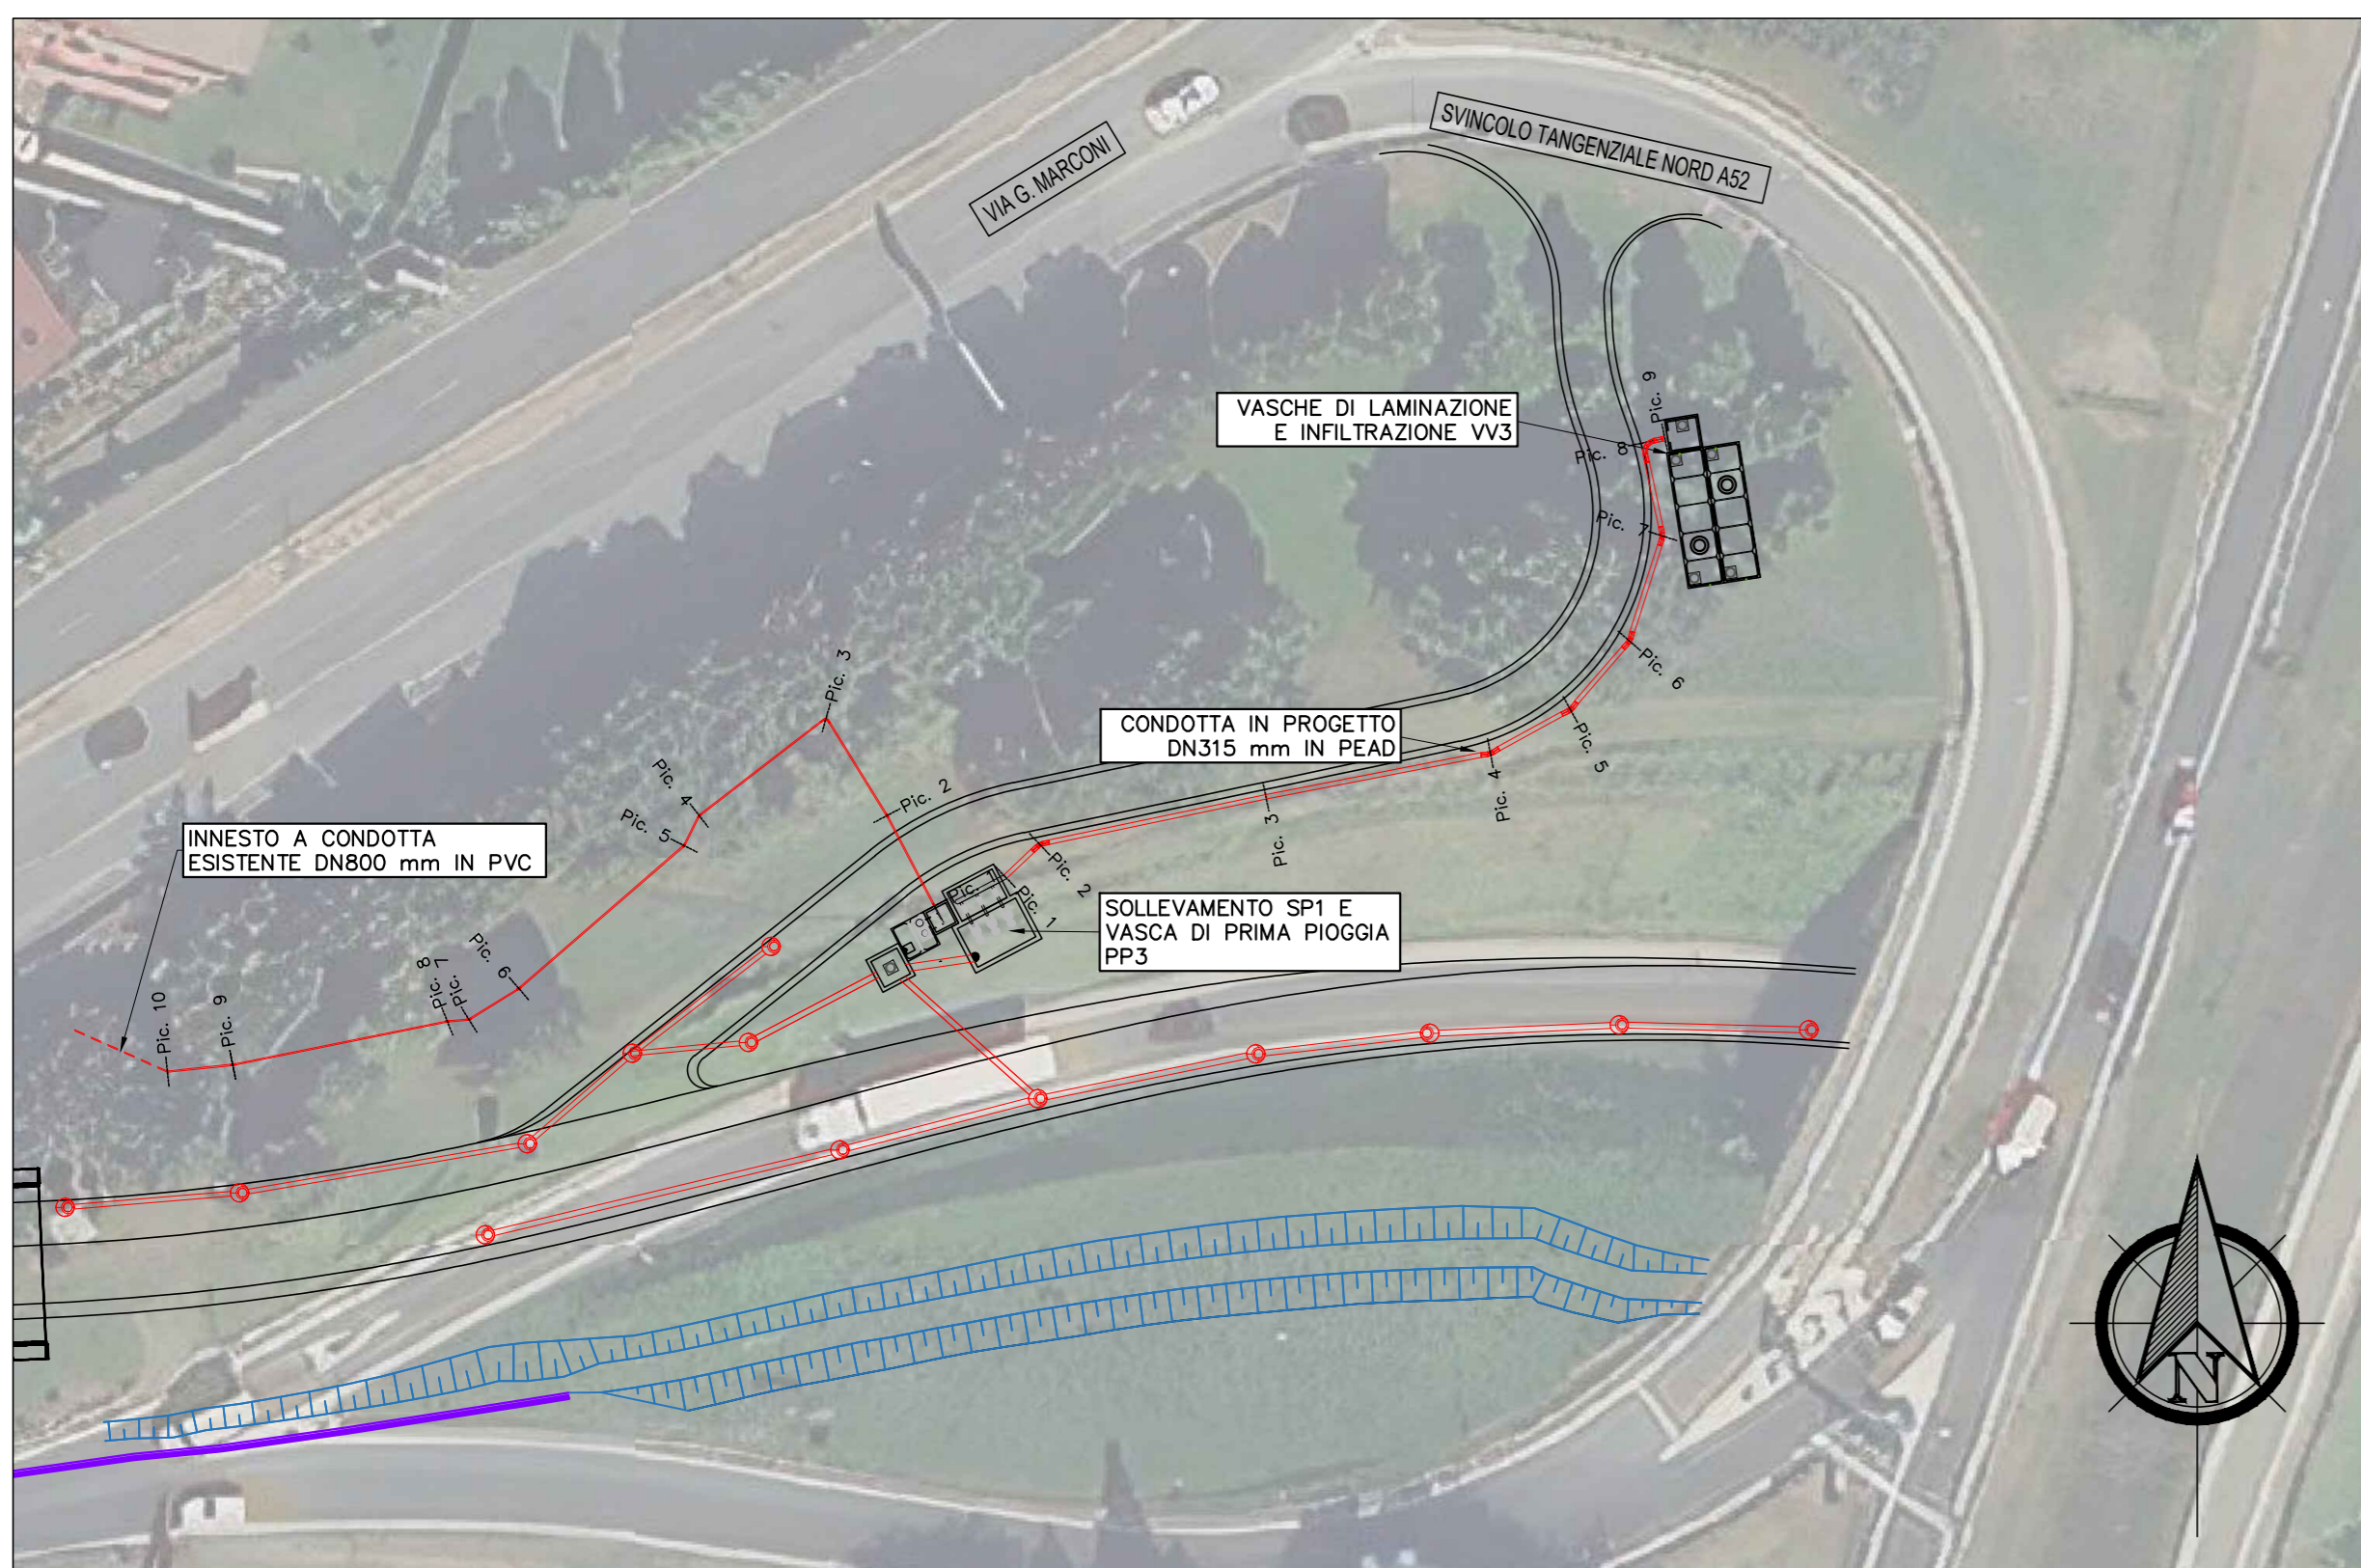 SVINCOLO TANGENZIALE NORD A52
VIA G. MARCONI
VASCHE DI LAMINAZIONE
E INFILTRAZIONE VV3
Pic. 9
Pic. 8
Pic. 7
Pic. 6
Pic. 5
Pic. 4
Pic. 3
Pic. 2
Pic. 1
CONDOTTA IN PROGETTO
DN315 mm IN PEAD
SOLLEVAMENTO SP1 E
VASCA DI PRIMA PIOGGIA
PP3
Pic. 1
Pic. 2
Pic. 3
Pic. 4
Pic. 5
Pic. 6
Pic. 7
Pic. 8
Pic. 9
Pic. 10
INNESTO A CONDOTTA
ESISTENTE DN800 mm IN PVC
N